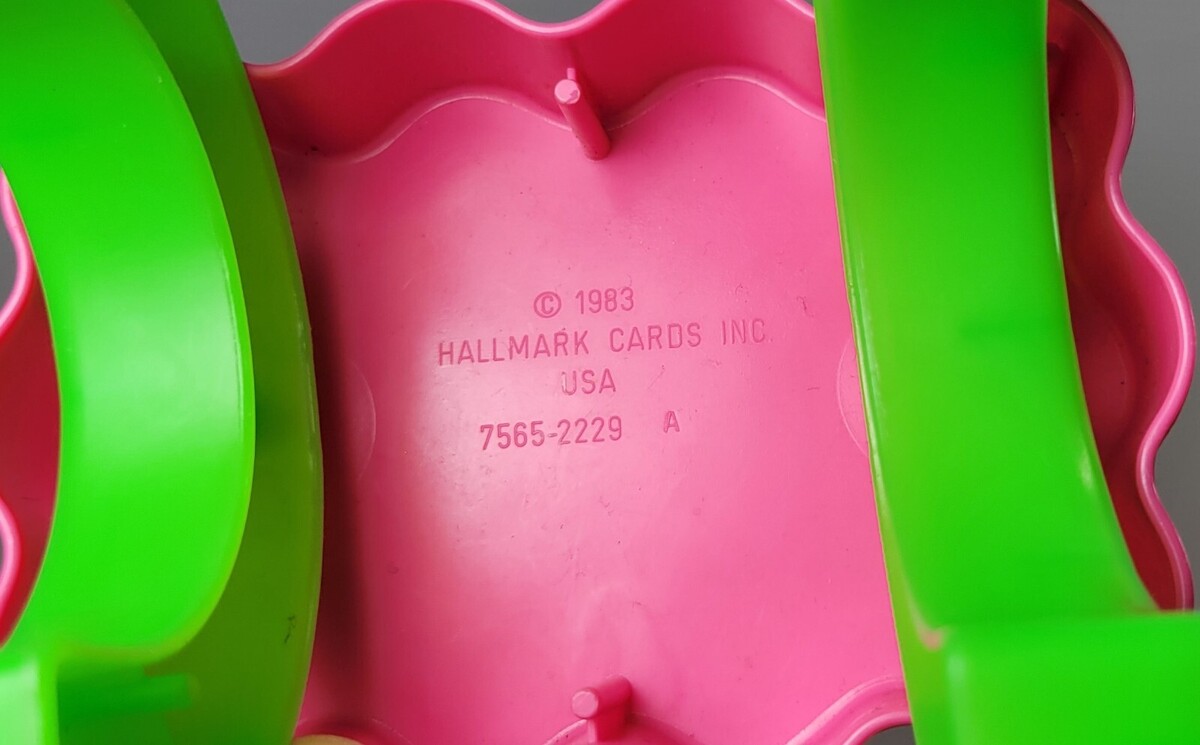 © 1983
HALLMARK CARDS INC.
USA
7565-2229 A